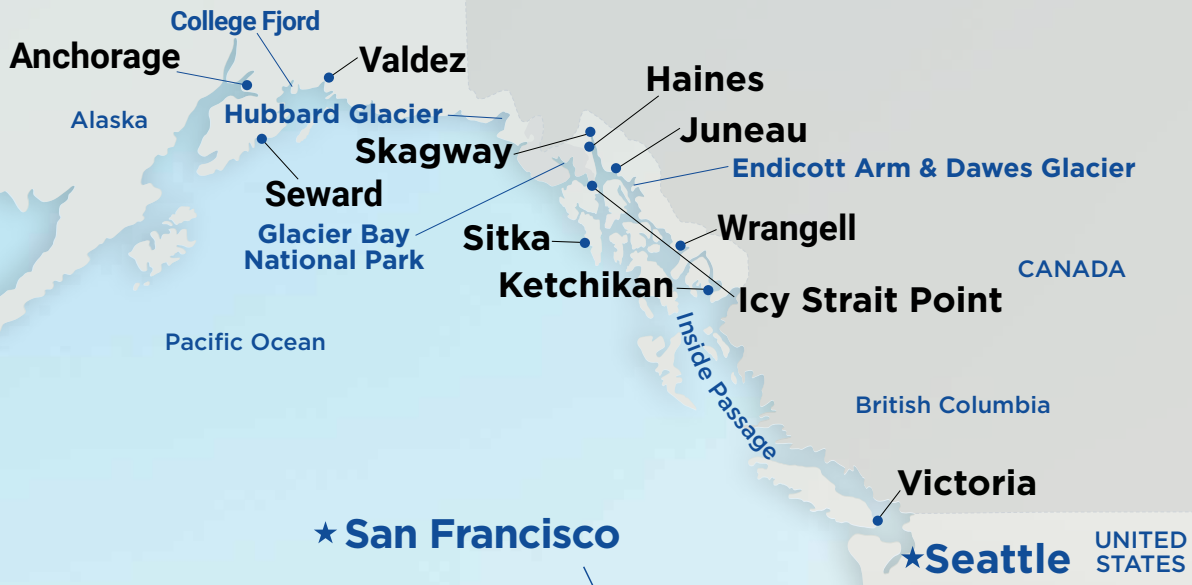 College Fjord
Anchorage
Valdez
Haines
Alaska
Hubbard Glacier
Juneau
Skagway
Endicott Arm & Dawes Glacier
Seward
Glacier Bay
National Park
Sitka
Wrangell
CANADA
Ketchikan
Icy Strait Point
Pacific Ocean
Inside Passage
British Columbia
Victoria
San Francisco
Seattle
UNITED
STATES